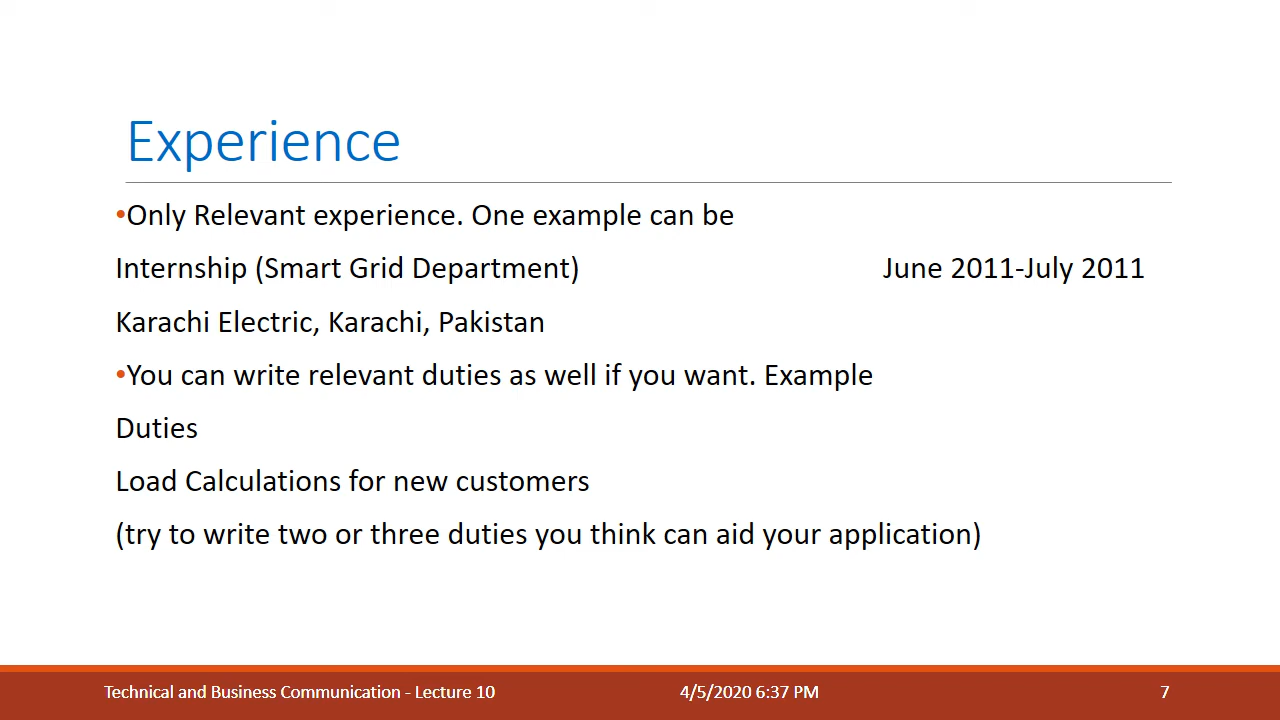 Experience
•Only Relevant experience. One example can be
Internship (Smart Grid Department) June 2011-July 2011
Karachi Electric, Karachi, Pakistan
•You can write relevant duties as well if you want. Example
Duties
Load Calculations for new customers
(try to write two or three duties you think can aid your application)
Technical and Business Communication - Lecture 10 4/5/2020 6:37 PM 7